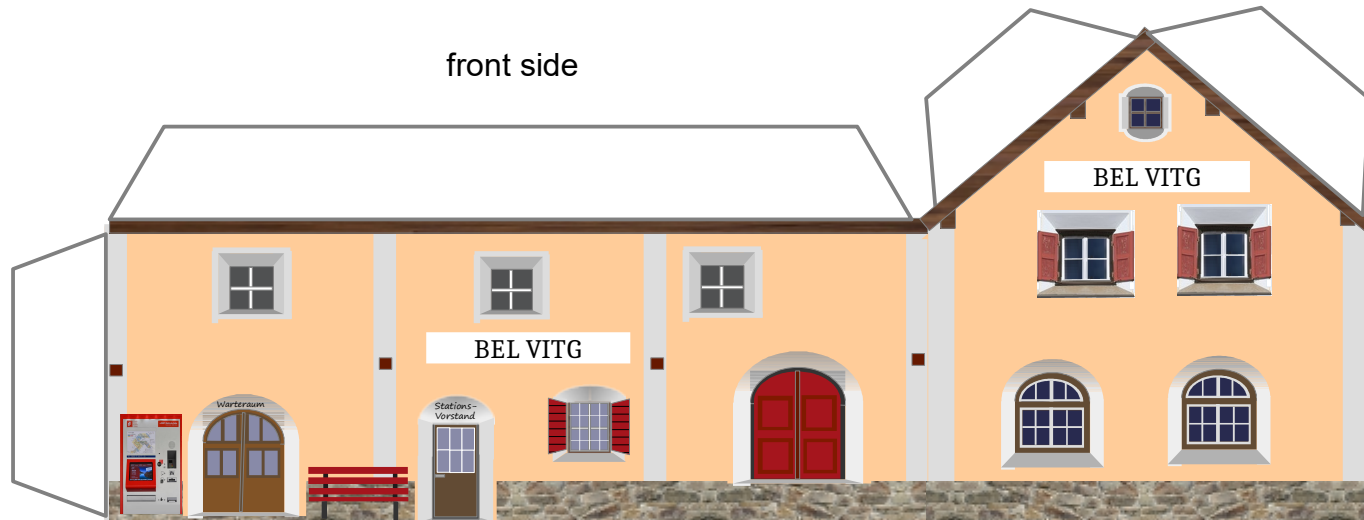 front side
BEL VITG
BEL VITG
Warteraum
Stations-
Vorstand